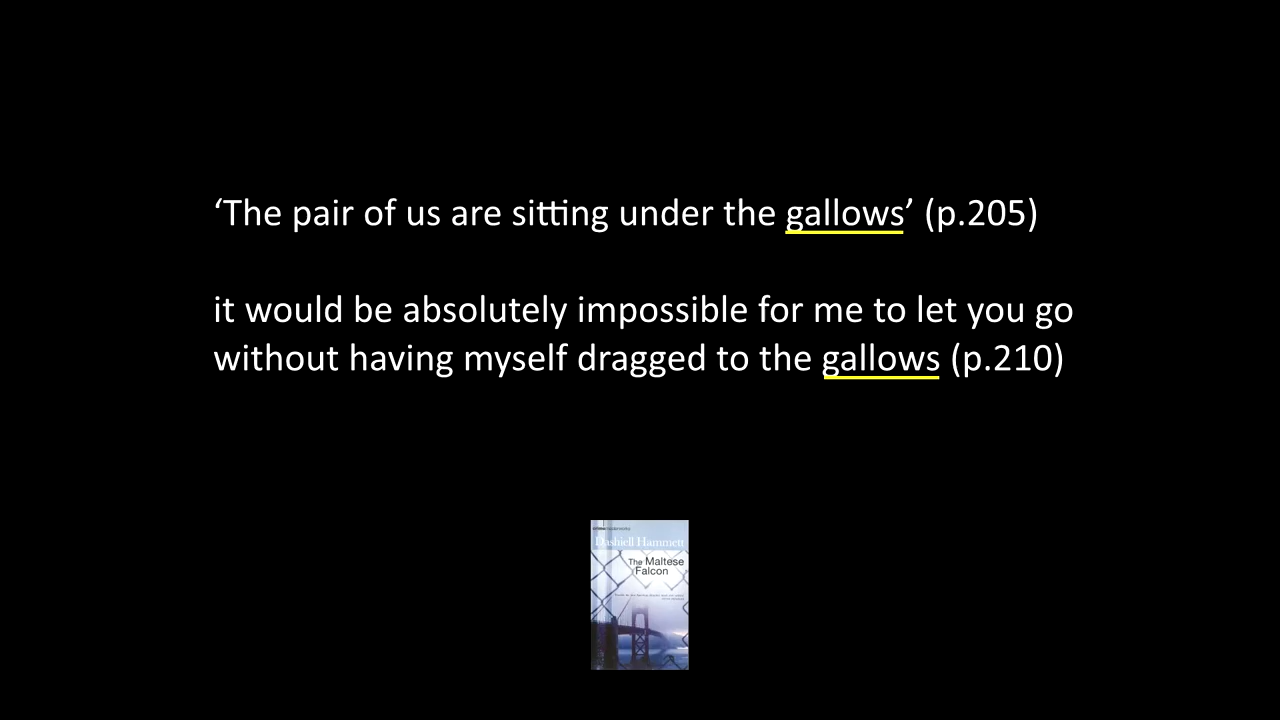 ‘The pair of us are sitting under the gallows’ (p.205)
it would be absolutely impossible for me to let you go
without having myself dragged to the gallows (p.210)
Dashiell Hammett
The Maltese
Falcon